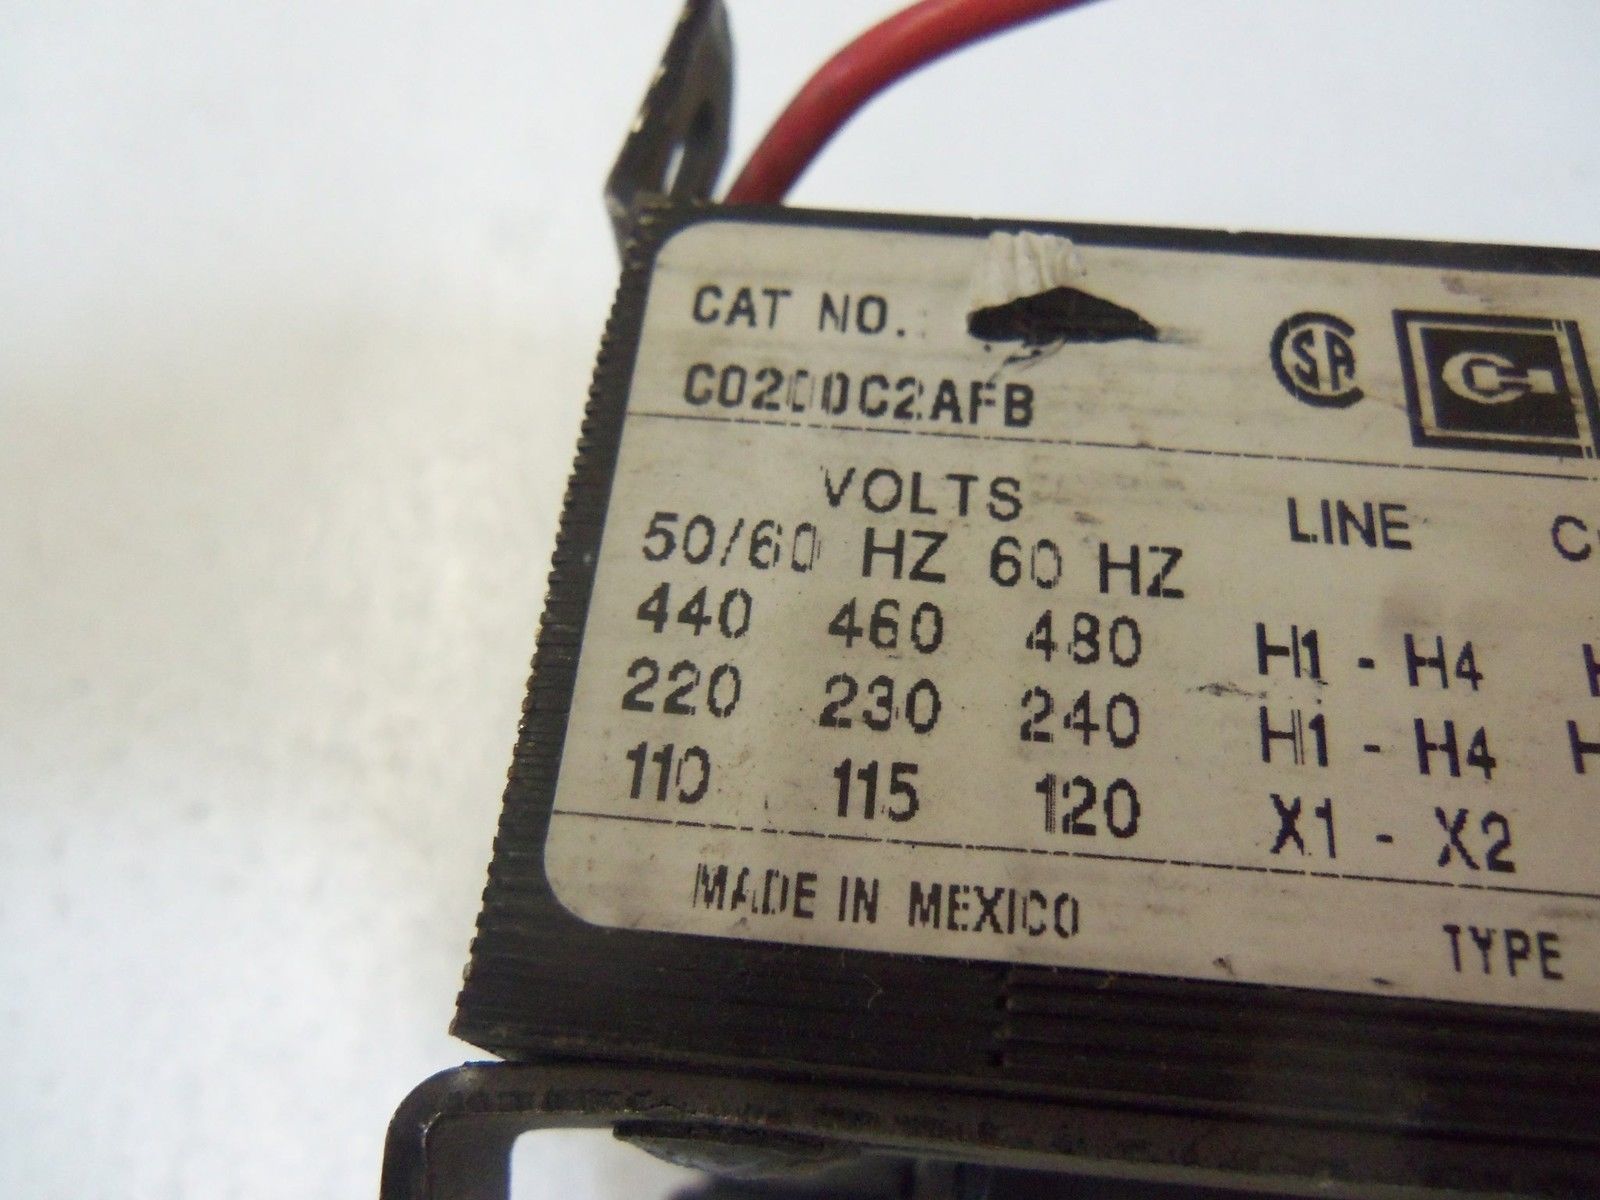 CAT NO.:
C0200C2AFB
SA
VOLTS
50/60 HZ 60 HZ LINE
440 460 480 H1 - H4
220 230 240 H1 - H4
110 115 120 X1 - X2
MADE IN MEXICO
TYPE